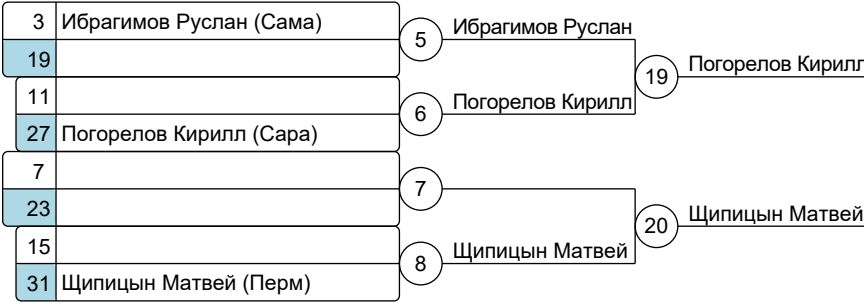 3 Ибрагимов Руслан (Сама)
19
5 Ибрагимов Руслан
11
27 Погорелов Кирилл (Сара)
6 Погорелов Кирилл
19 Погорелов Кирилл
7
23
7
15
31 Щипицын Матвей (Перм)
8 Щипицын Матвей
20 Щипицын Матвей